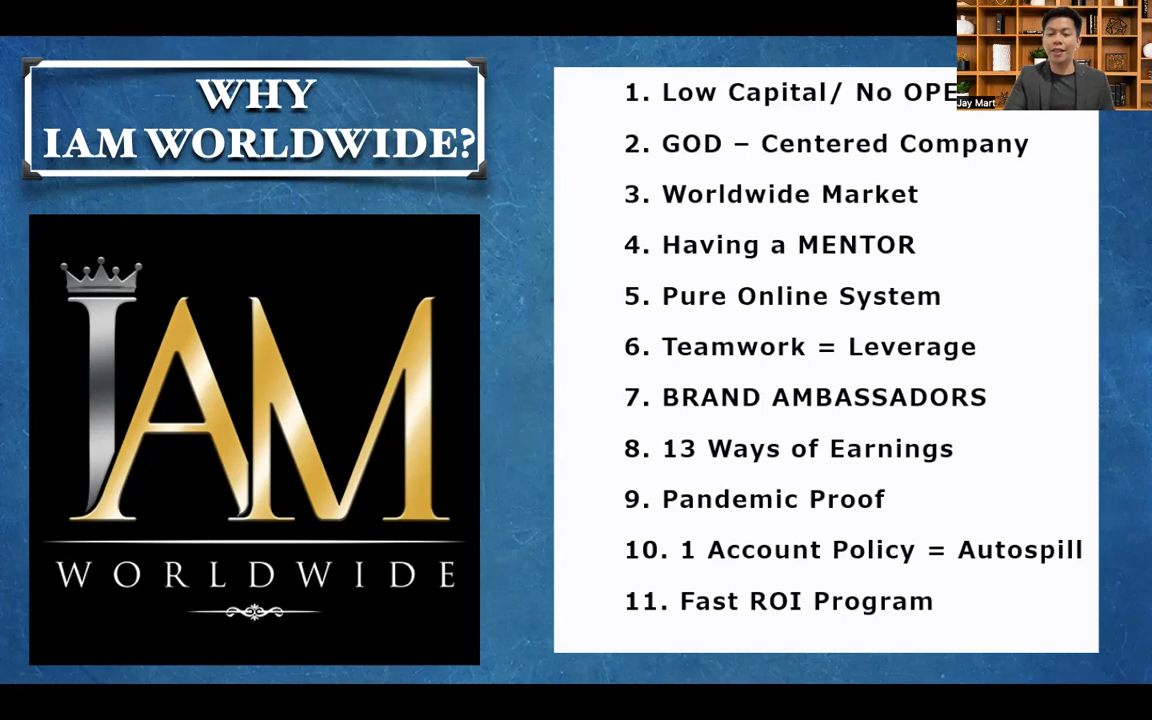 WHY
IAM WORLDWIDE?
IAM
WORLDWIDE
1. Low Capital/ No OPE
Jay Mart
2. GOD – Centered Company
3. Worldwide Market
4. Having a MENTOR
5. Pure Online System
6. Teamwork = Leverage
7. BRAND AMBASSADORS
8. 13 Ways of Earnings
9. Pandemic Proof
10. 1 Account Policy = Autospill
11. Fast ROI Program